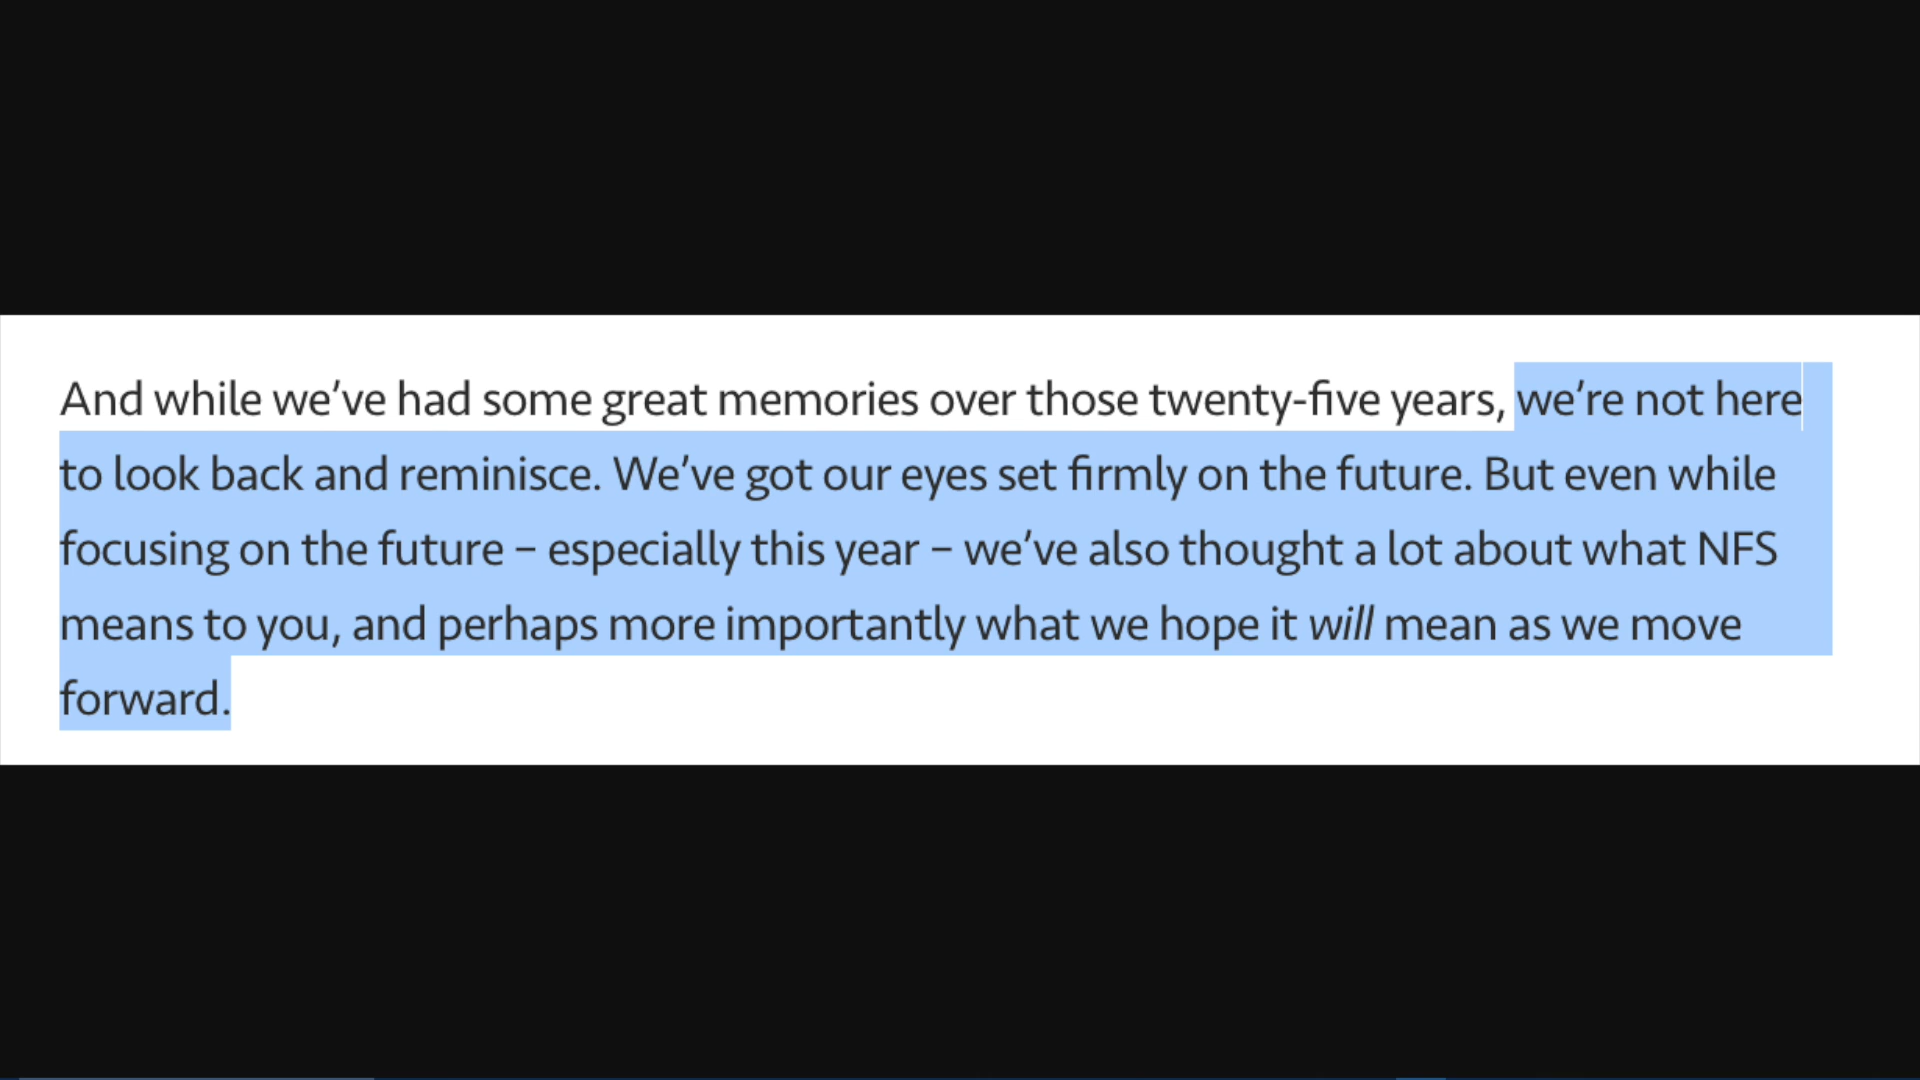 And while we’ve had some great memories over those twenty-five years, we’re not here
to look back and reminisce. We’ve got our eyes set firmly on the future. But even while
focusing on the future – especially this year – we’ve also thought a lot about what NFS
means to you, and perhaps more importantly what we hope it will mean as we move
forward.